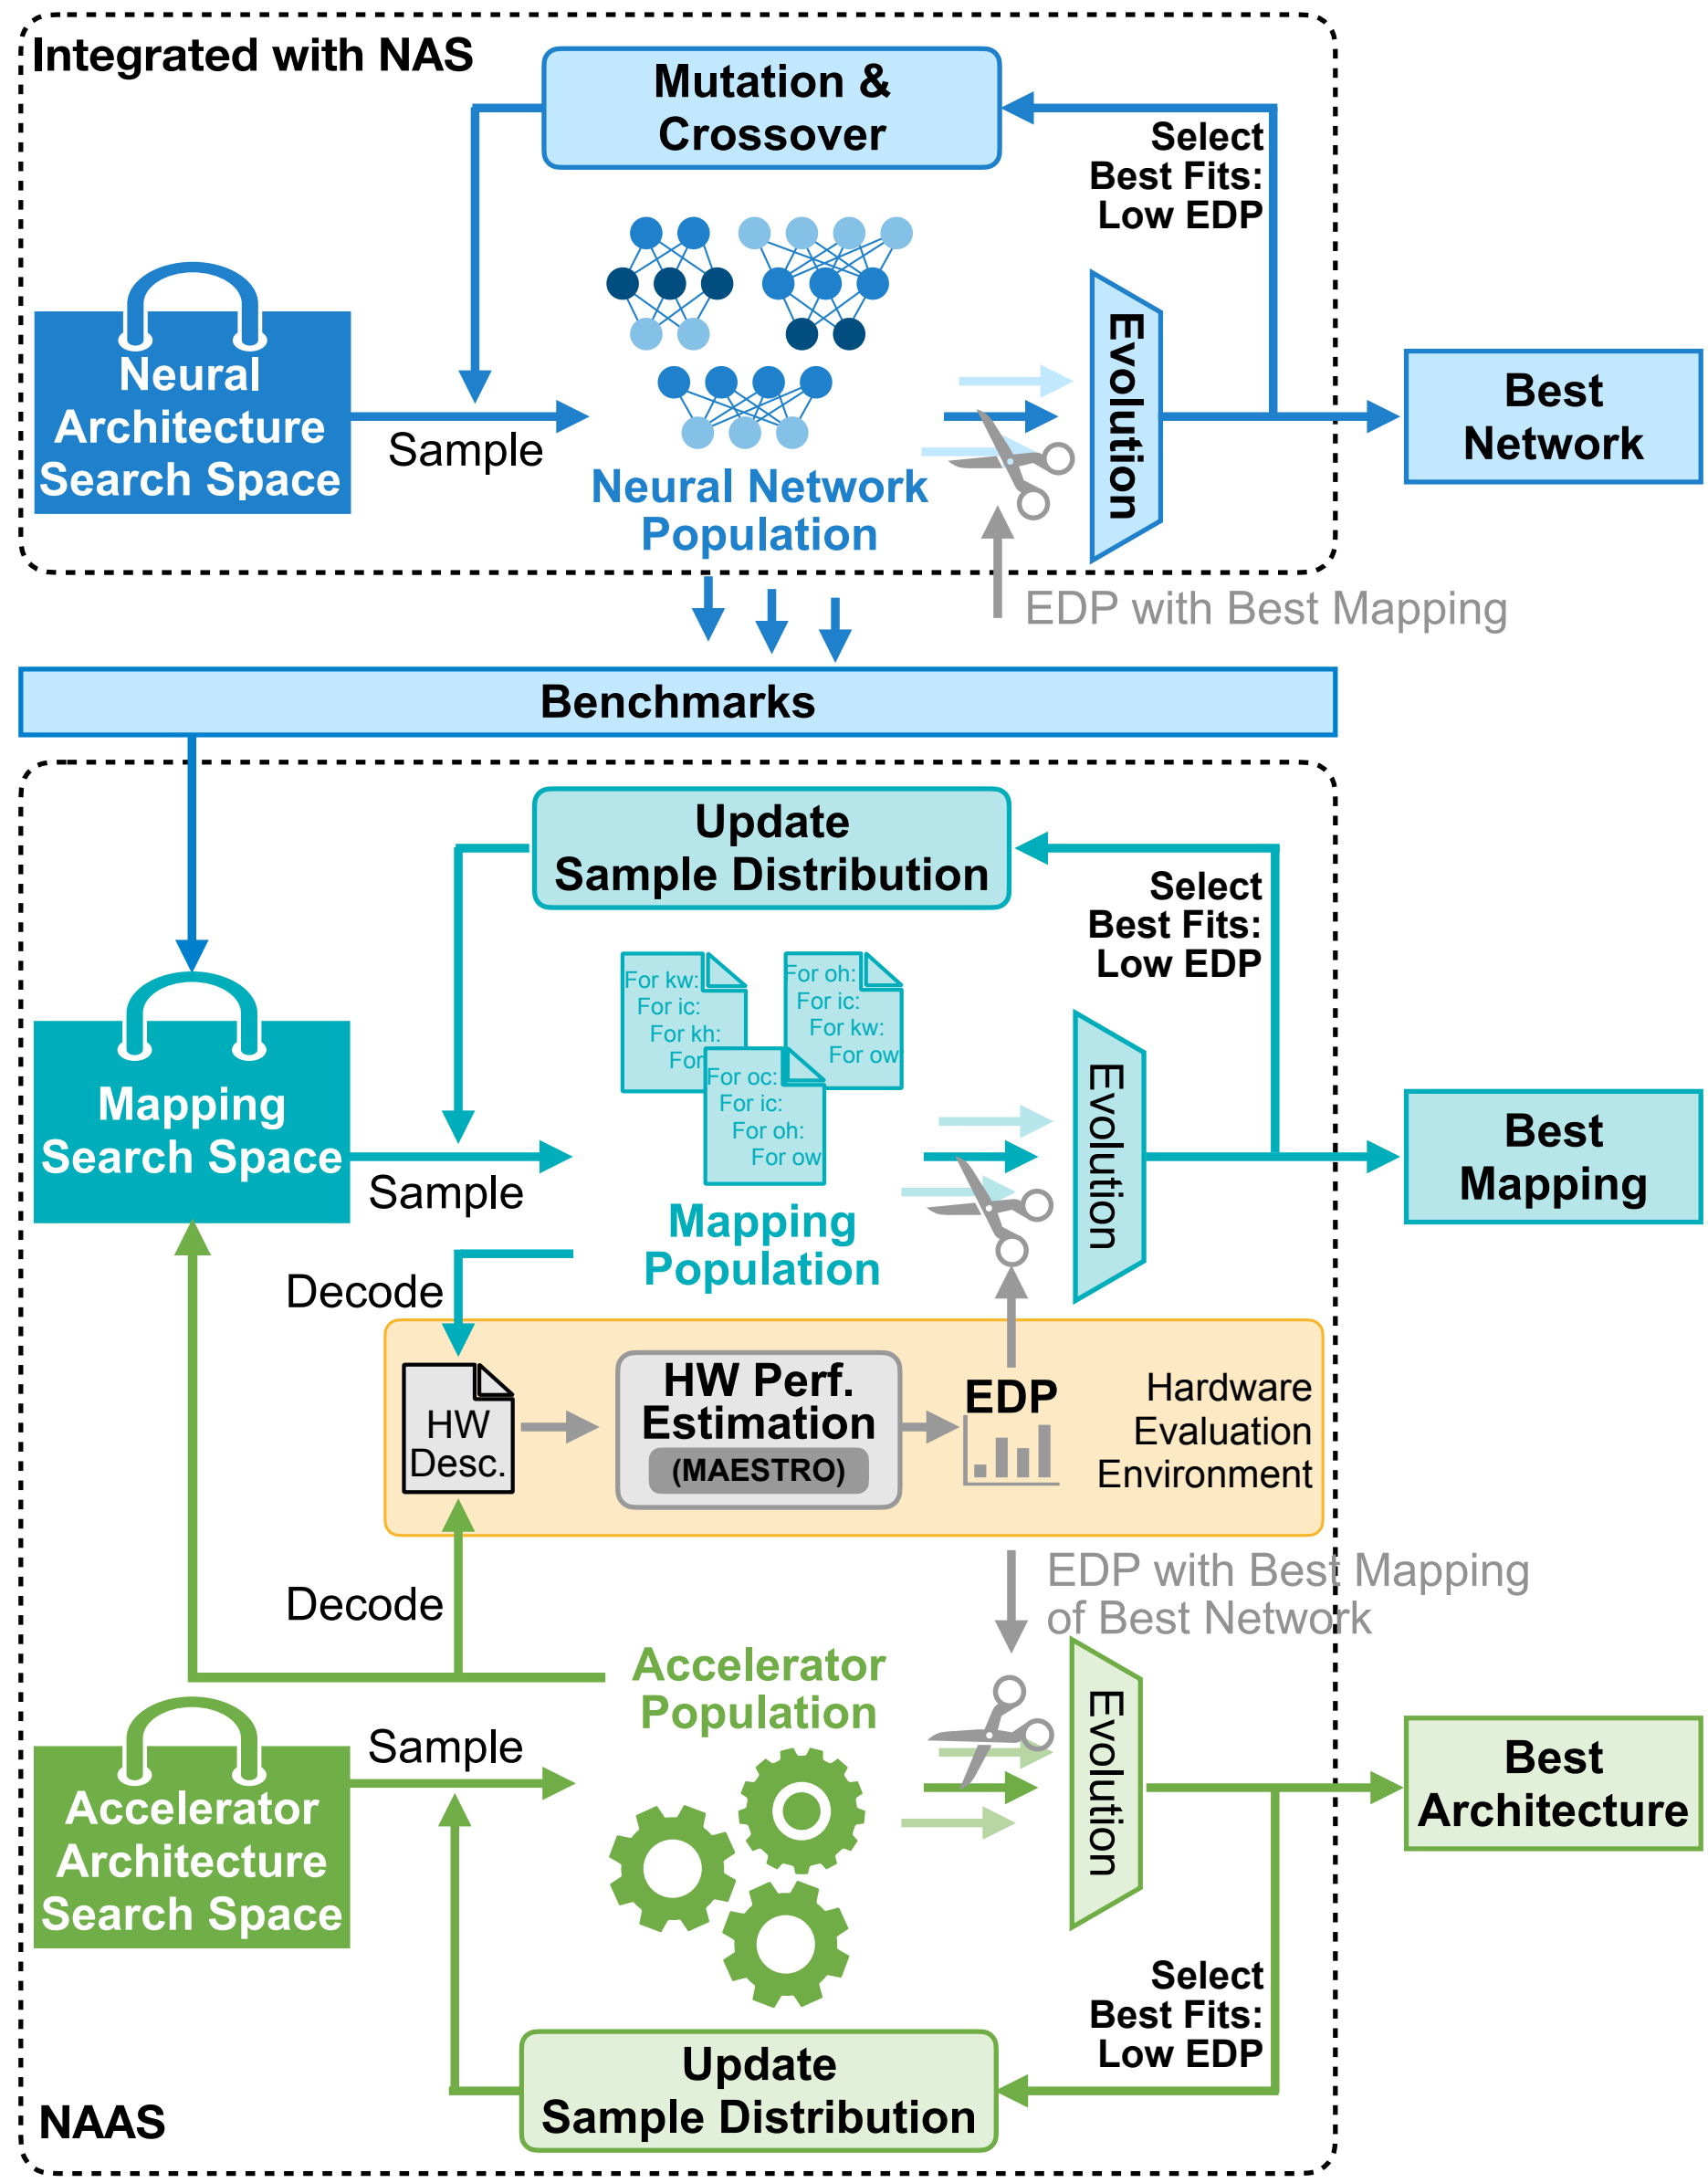 Integrated with NAS
Mutation &
Crossover
Select
Best Fits:
Low EDP
Neural
Architecture
Search Space
Sample
Neural Network
Population
Evolution
Best
Network
EDP with Best Mapping
Benchmarks
Update
Sample Distribution
Select
Best Fits:
Low EDP
For kw:
For ic:
For kh:
For
For oh:
For ic:
For kw:
For ow:
For oc:
For ic:
For oh:
For ow
Mapping
Search Space
Sample
Mapping
Population
Evolution
Best
Mapping
Decode
HW
Desc.
HW Perf.
Estimation
(MAESTRO)
EDP
Hardware
Evaluation
Environment
EDP with Best Mapping
of Best Network
Decode
Accelerator
Population
Sample
Accelerator
Architecture
Search Space
Evolution
Best
Architecture
Select
Best Fits:
Low EDP
Update
Sample Distribution
NAAS